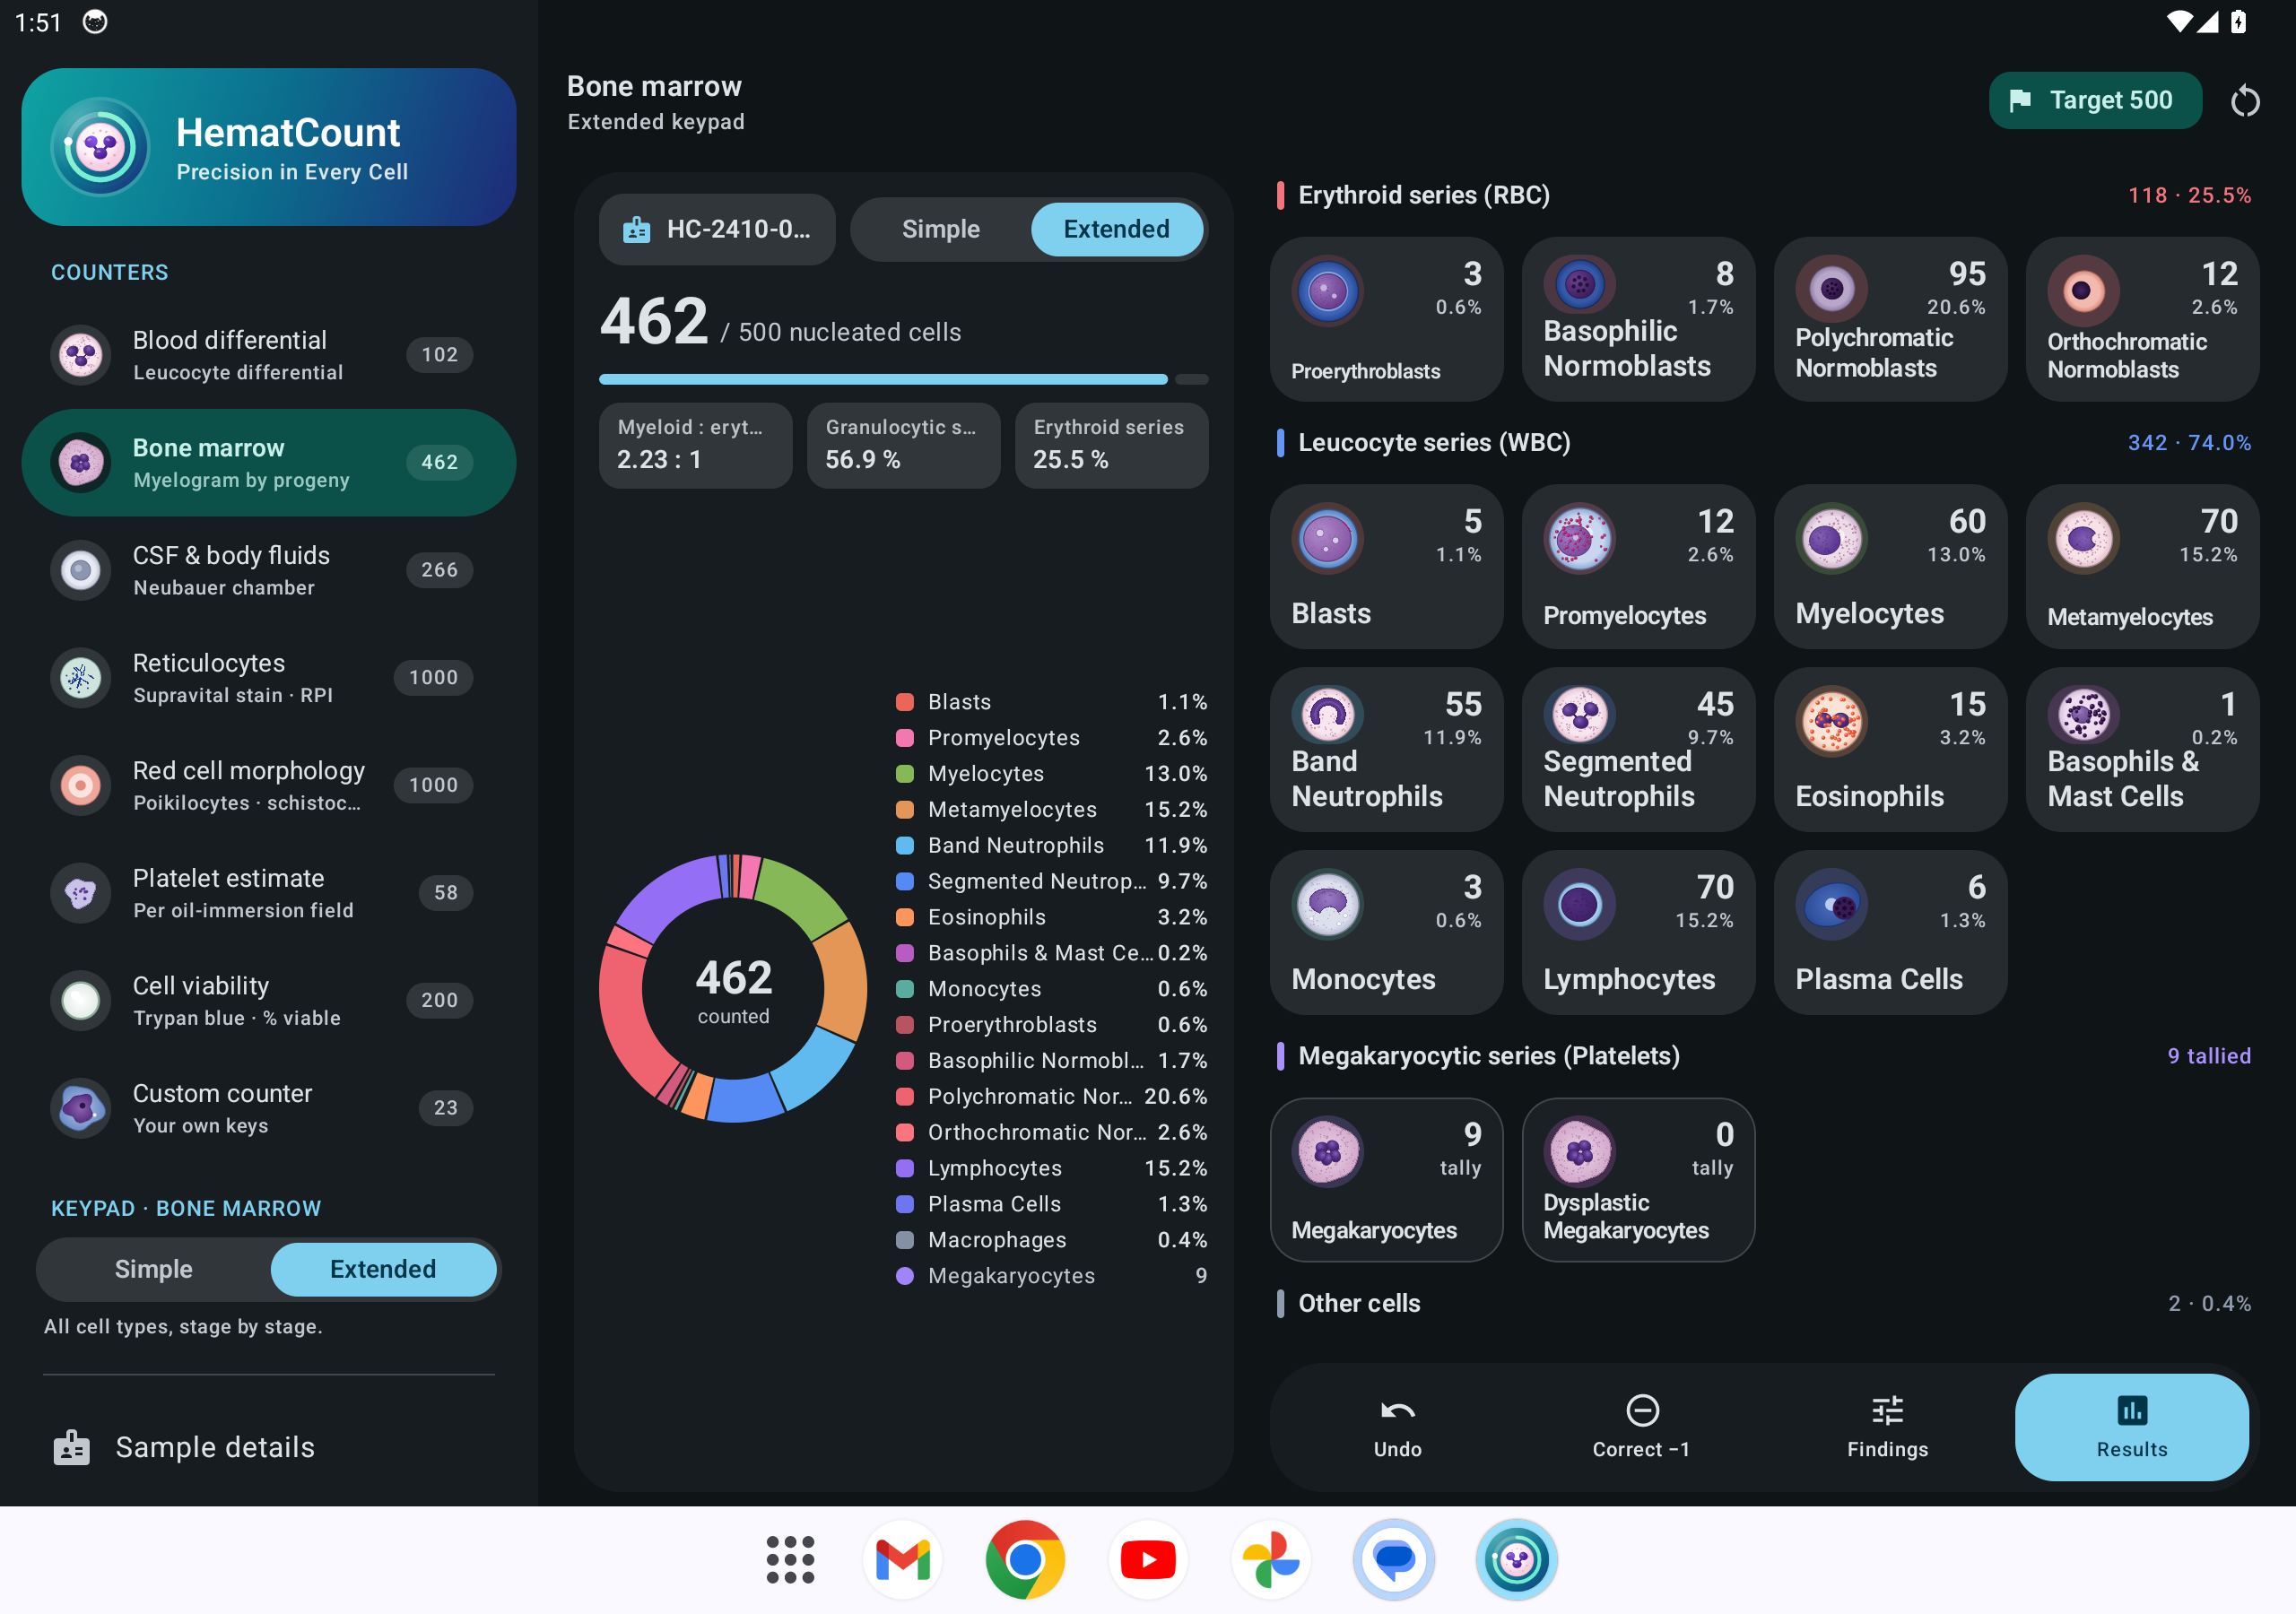 1:51
HematCount
Precision in Every Cell
COUNTERS
Blood differential
Leucocyte differential
102
Bone marrow
Myelogram by progeny
462
CSF & body fluids
Neubauer chamber
266
Reticulocytes
Supravital stain · RPI
1000
Red cell morphology
Poikilocytes · schistoc…
1000
Platelet estimate
Per oil-immersion field
58
Cell viability
Trypan blue · % viable
200
Custom counter
Your own keys
23
KEYPAD · BONE MARROW
Simple
Extended
All cell types, stage by stage.
Sample details
Bone marrow
Extended keypad
Target 500
HC-2410-0…
Simple
Extended
462 / 500 nucleated cells
Myeloid : eryt…
2.23 : 1
Granulocytic s…
56.9 %
Erythroid series
25.5 %
462
counted
Blasts 1.1%
Promyelocytes 2.6%
Myelocytes 13.0%
Metamyelocytes 15.2%
Band Neutrophils 11.9%
Segmented Neutrop… 9.7%
Eosinophils 3.2%
Basophils & Mast Ce… 0.2%
Monocytes 0.6%
Proerythroblasts 0.6%
Basophilic Normobl… 1.7%
Polychromatic Nor… 20.6%
Orthochromatic Nor… 2.6%
Lymphocytes 15.2%
Plasma Cells 1.3%
Macrophages 0.4%
Megakaryocytes 9
Erythroid series (RBC)
118 · 25.5%
3
0.6%
Proerythroblasts
8
1.7%
Basophilic
Normoblasts
95
20.6%
Polychromatic
Normoblasts
12
2.6%
Orthochromatic
Normoblasts
Leucocyte series (WBC)
342 · 74.0%
5
1.1%
Blasts
12
2.6%
Promyelocytes
60
13.0%
Myelocytes
70
15.2%
Metamyelocytes
55
11.9%
Band
Neutrophils
45
9.7%
Segmented
Neutrophils
15
3.2%
Eosinophils
1
0.2%
Basophils &
Mast Cells
3
0.6%
Monocytes
70
15.2%
Lymphocytes
6
1.3%
Plasma Cells
Megakaryocytic series (Platelets)
9 tallied
9
tally
Megakaryocytes
0
tally
Dysplastic
Megakaryocytes
Other cells
2 · 0.4%
Undo
Correct −1
Findings
Results